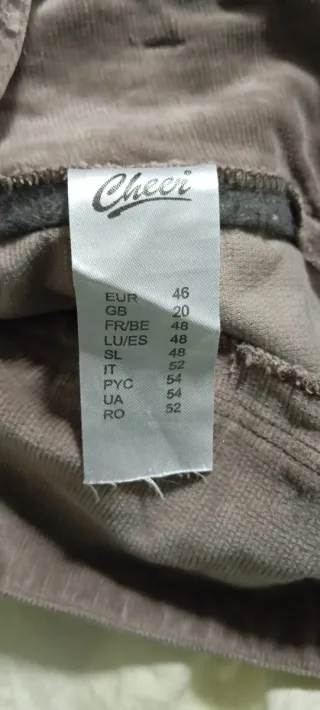 Cheer
EUR 46
GB 20
FR/BE 48
LU/ES 48
SL 48
IT 52
PYC 54
UA 54
RO 52